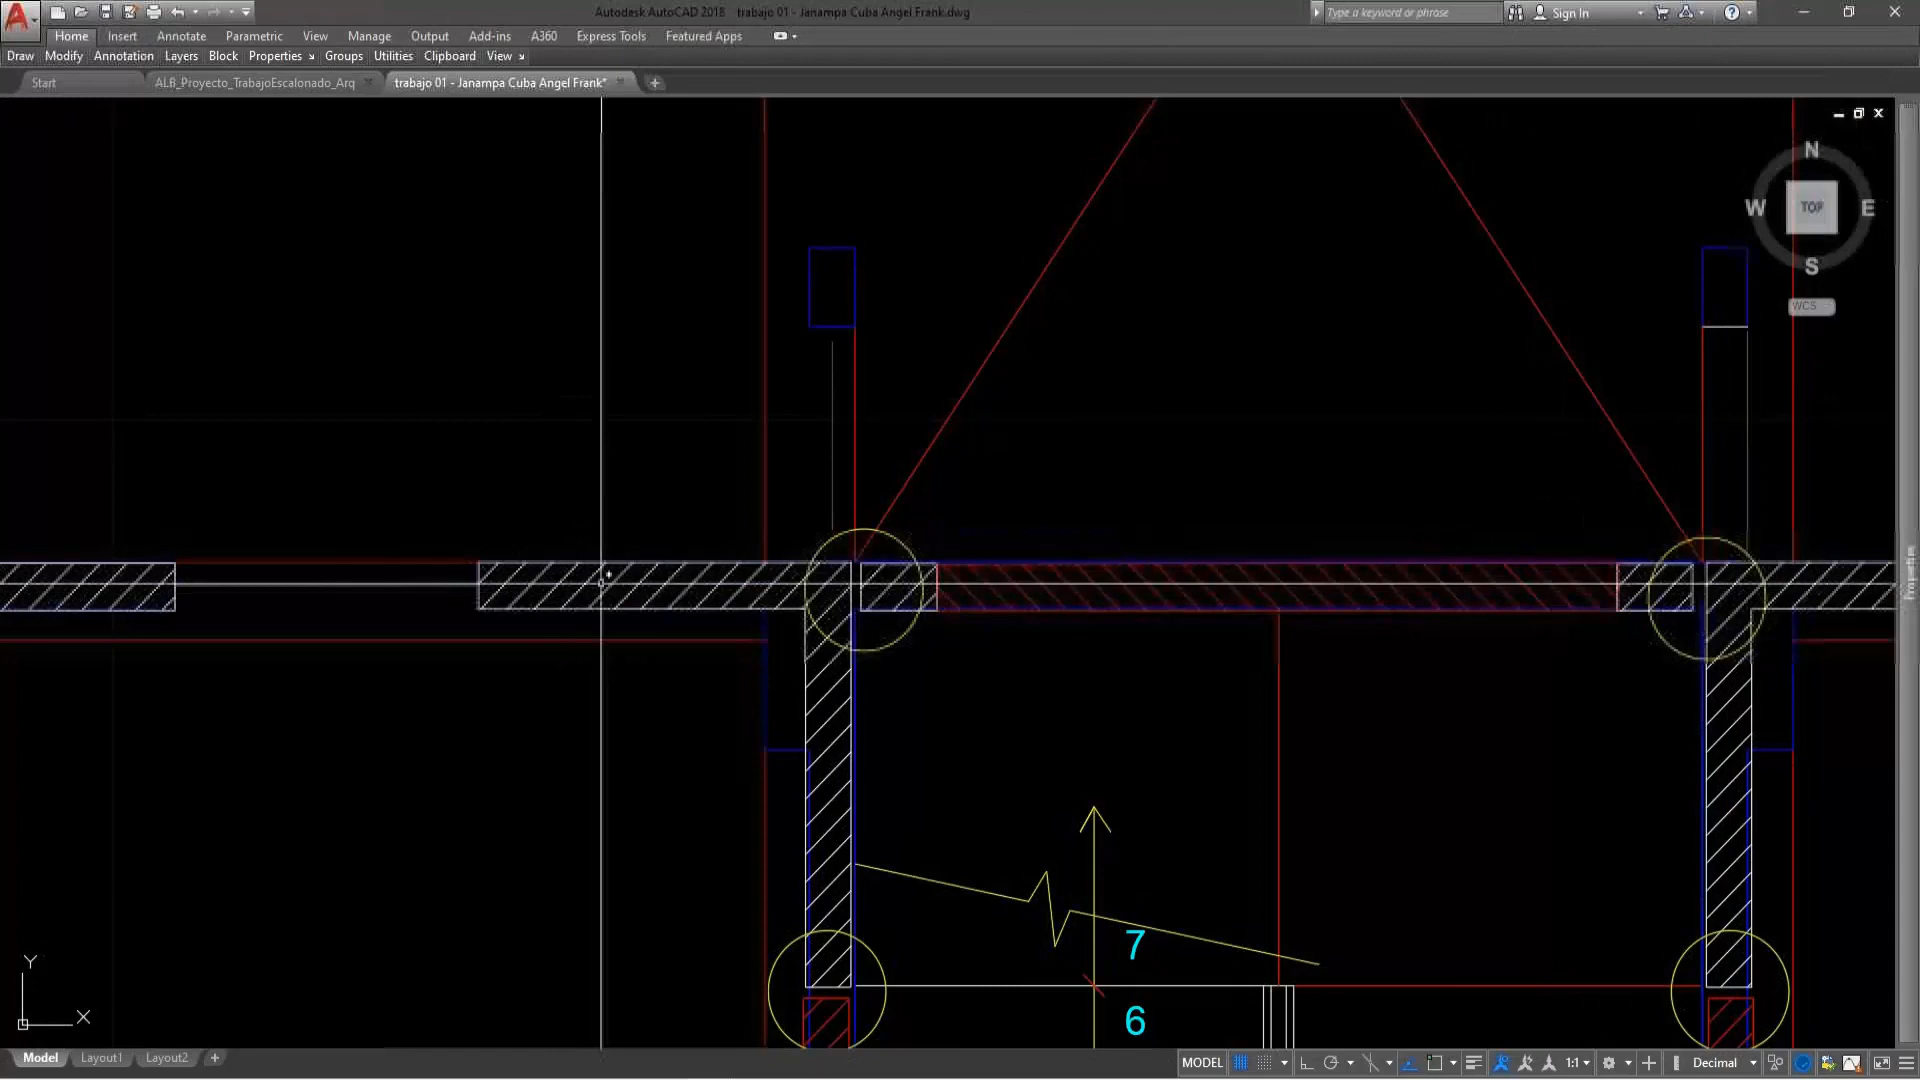 Autodesk AutoCAD 2018 trabajo 01 - Janampa Cuba Angel Frank.dwg
Type a keyword or phrase
Sign In
Home Insert Annotate Parametric View Manage Output Add-ins A360 Express Tools Featured Apps
Draw Modify Annotation Layers Block Properties Groups Utilities Clipboard View
Start ALB_Proyecto_TrabajoEscalonado_Arq trabajo 01 - Janampa Cuba Angel Frank*
N
W TOP E
S
WCS
7
6
Y
X
Model Layout1 Layout2
MODEL 1:1 Decimal